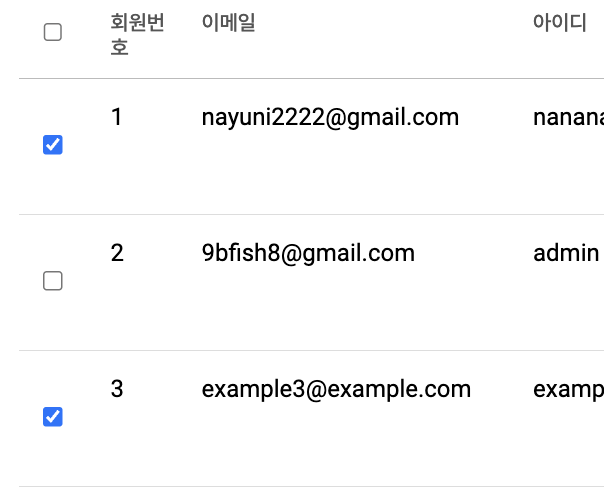 회원번호 이메일 아이디
1 nayuni2222@gmail.com
2 9bfish8@gmail.com admin
3 example3@example.com